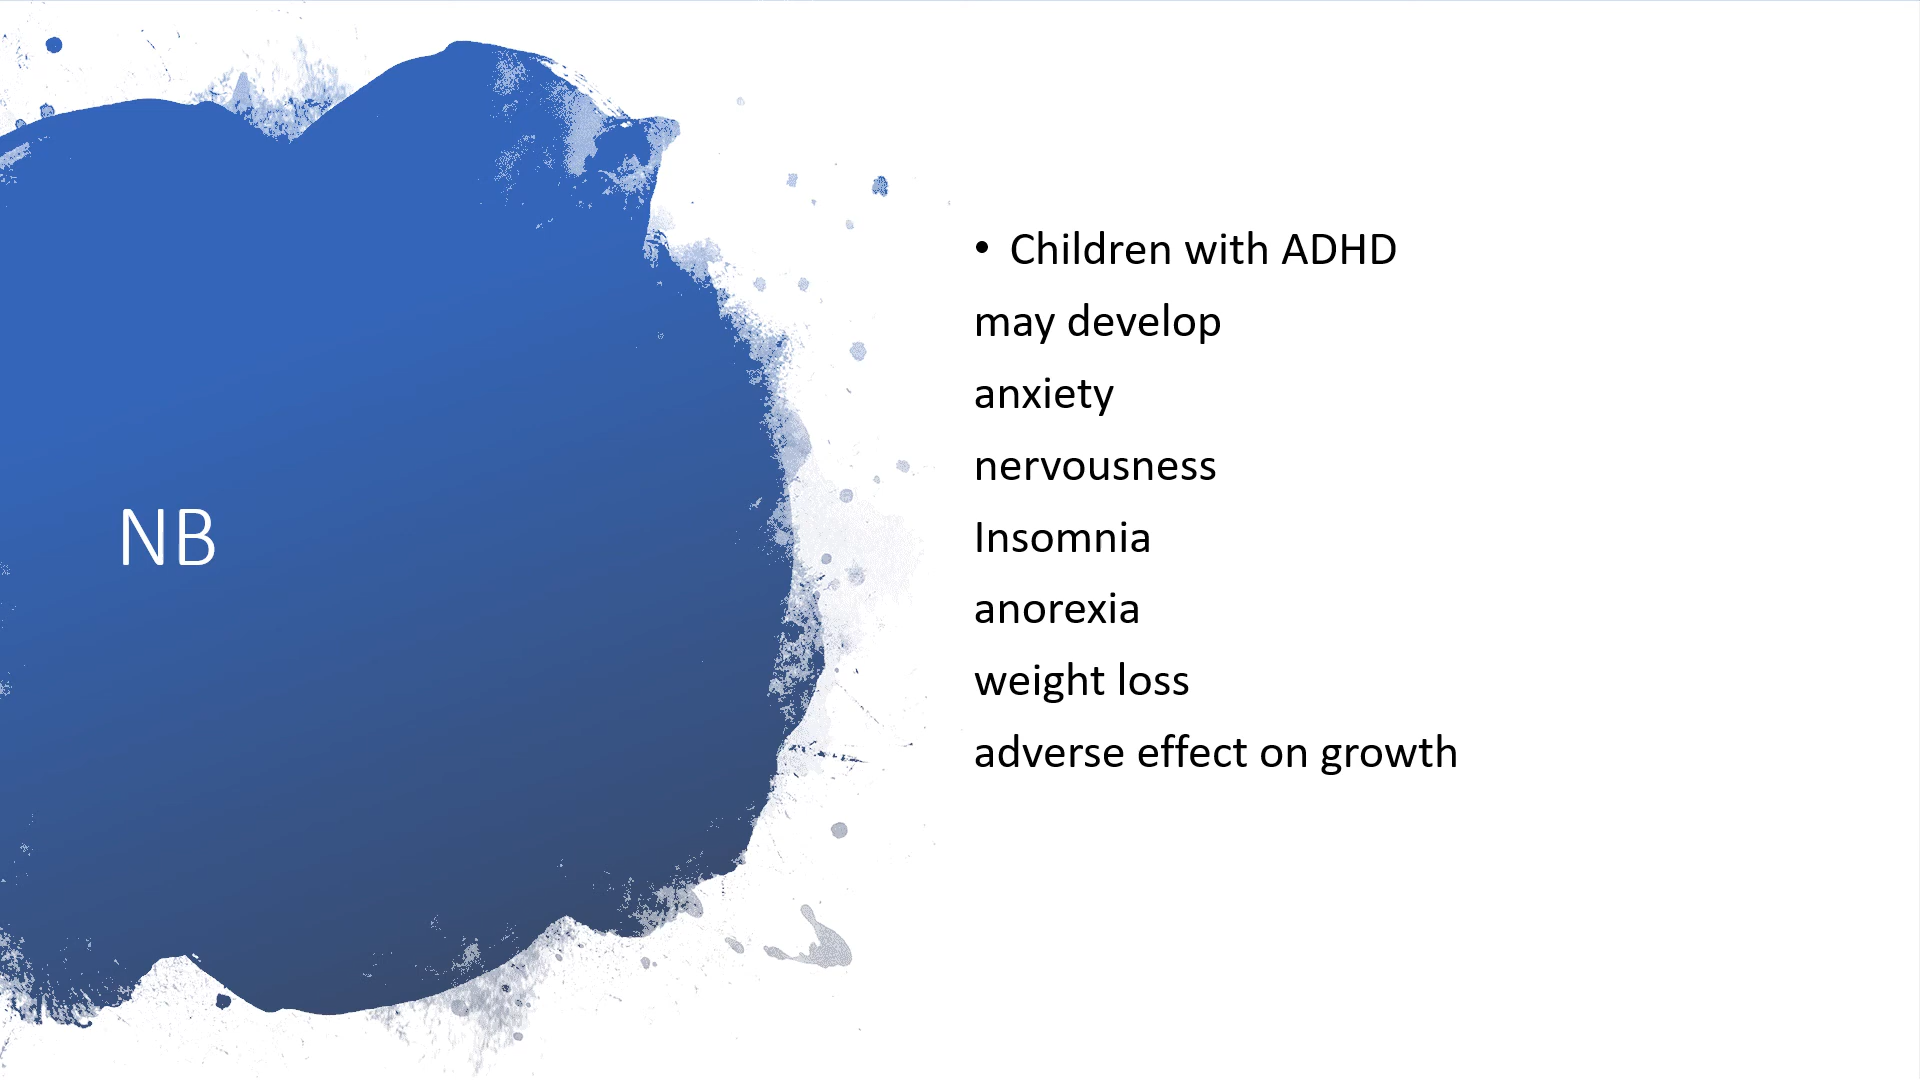 NB
• Children with ADHD
may develop
anxiety
nervousness
Insomnia
anorexia
weight loss
adverse effect on growth